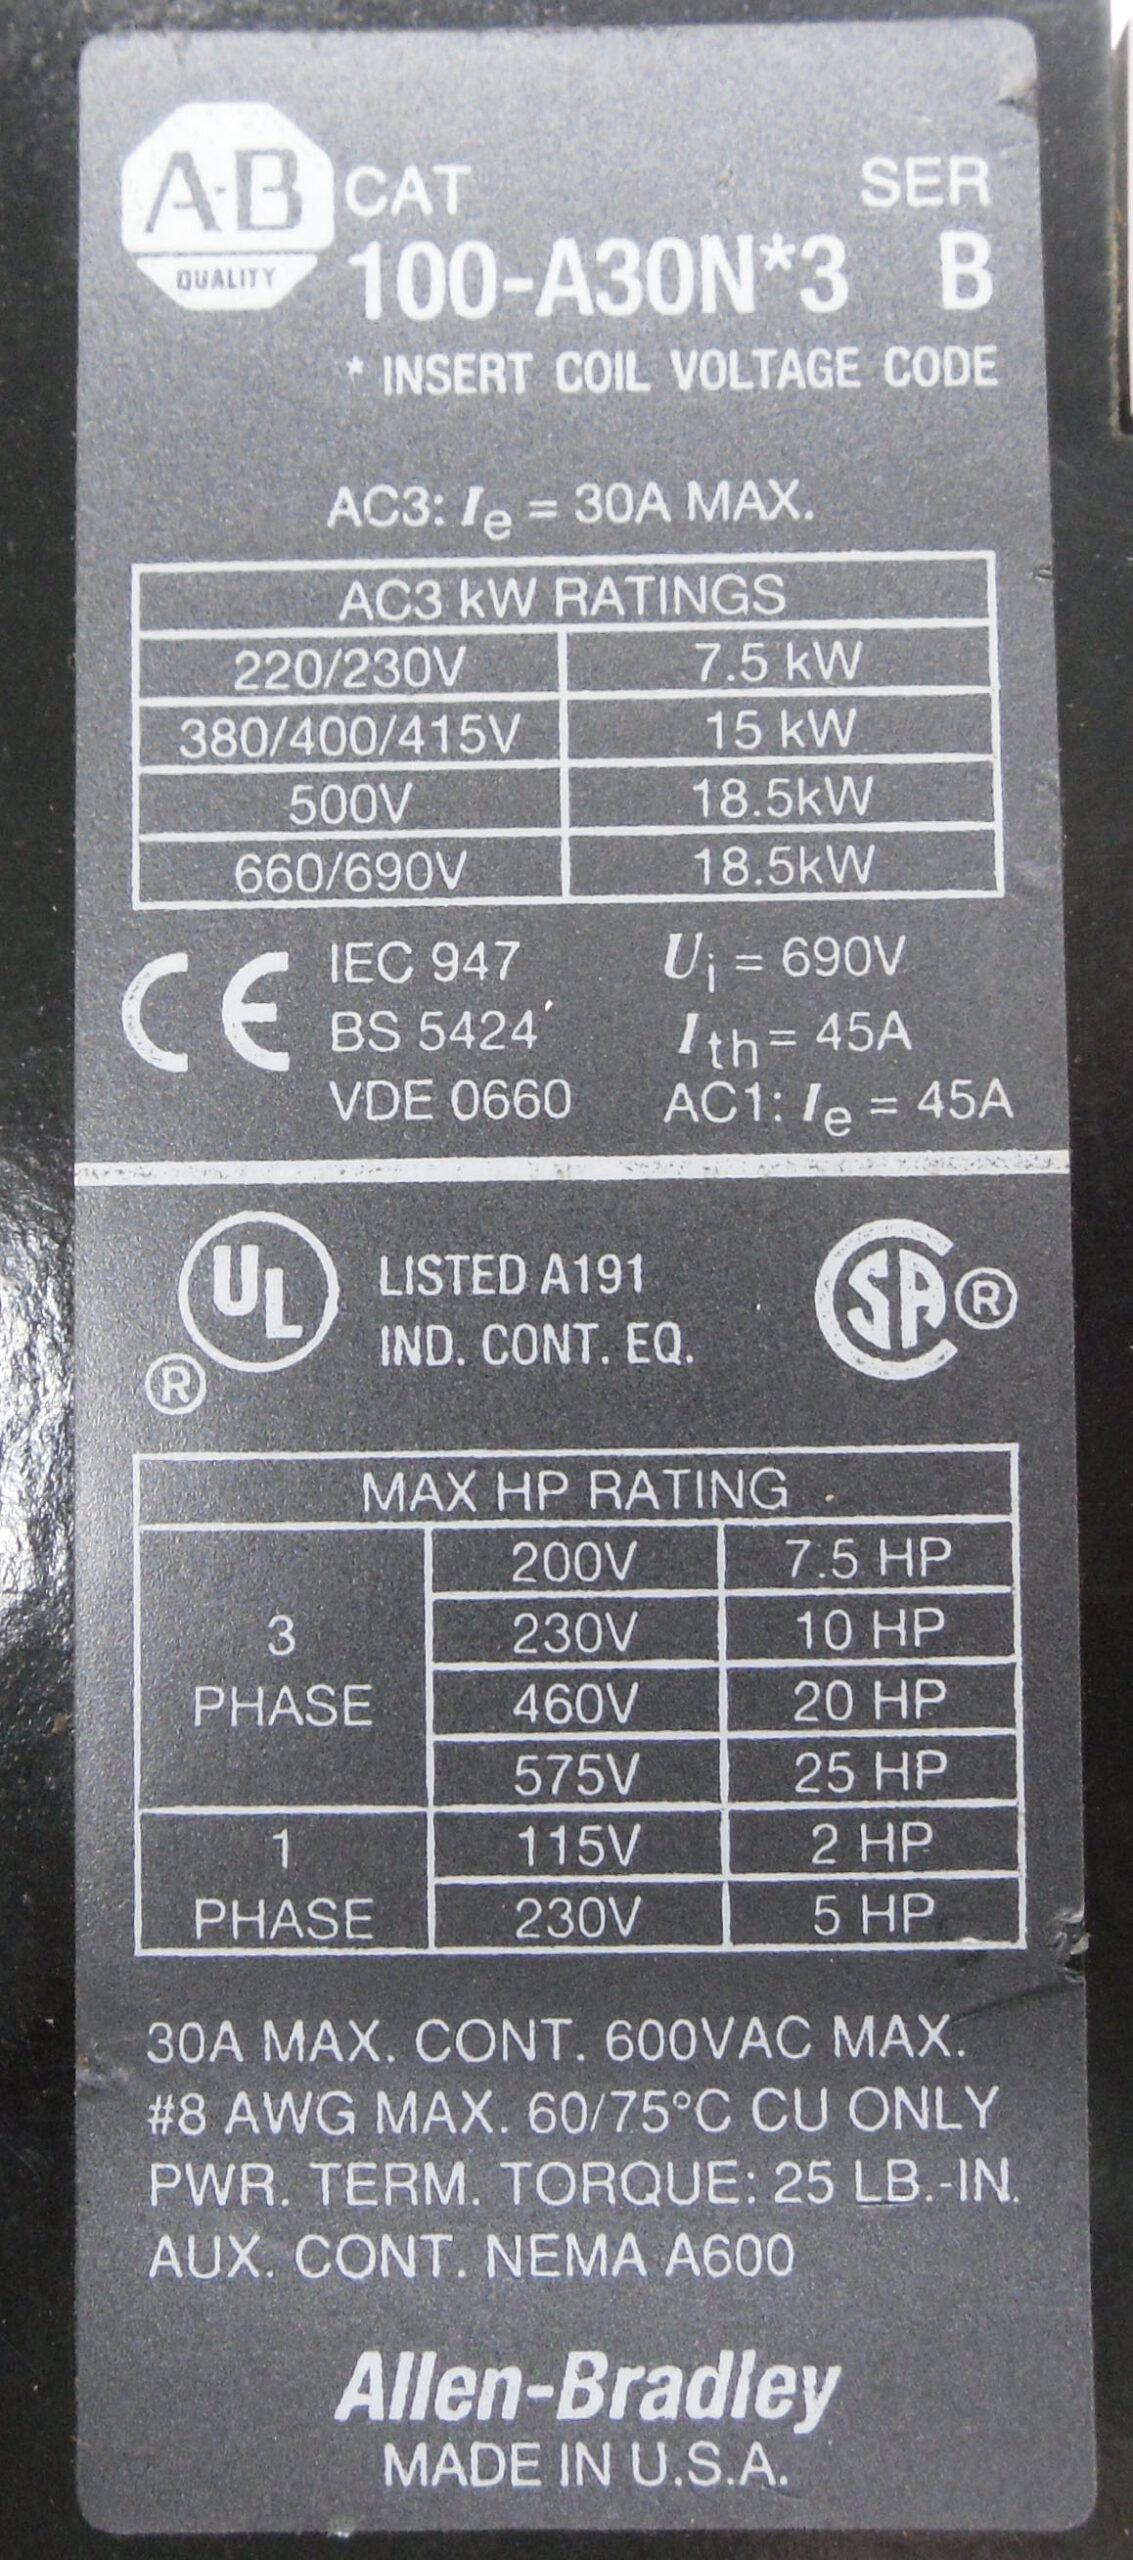 A-B
QUALITY
CAT SER
100-A30N*3 B
* INSERT COIL VOLTAGE CODE
AC3: Ie = 30A MAX.
AC3 kW RATINGS
220/230V 7.5 kW
380/400/415V 15 kW
500V 18.5kW
660/690V 18.5kW
CE
IEC 947 Ui = 690V
BS 5424 Ith = 45A
VDE 0660 AC1: Ie = 45A
UL ®
LISTED A191
IND. CONT. EQ.
SA ®
MAX HP RATING
3 PHASE
200V 7.5 HP
230V 10 HP
460V 20 HP
575V 25 HP
1 PHASE
115V 2 HP
230V 5 HP
30A MAX. CONT. 600VAC MAX.
#8 AWG MAX. 60/75°C CU ONLY
PWR. TERM. TORQUE: 25 LB.-IN.
AUX. CONT. NEMA A600
Allen-Bradley
MADE IN U.S.A.